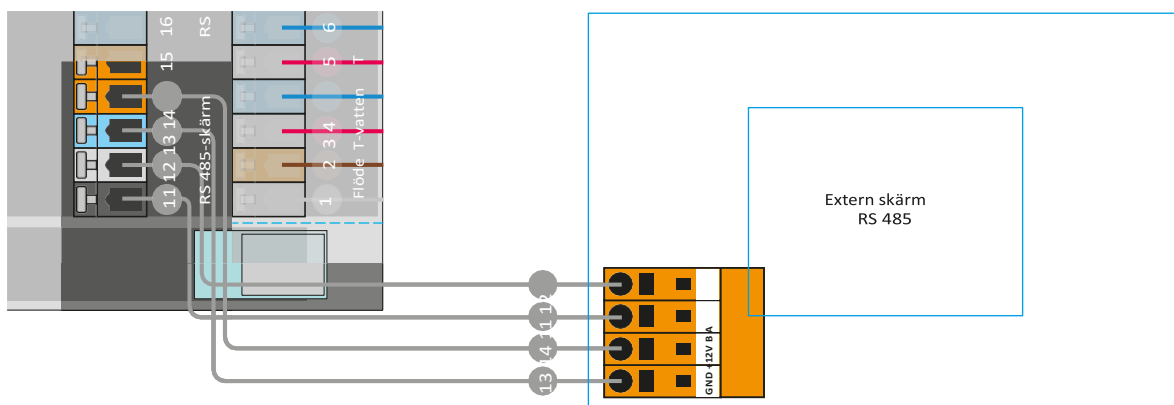 16
15
14
13
12
11
RS
RS 485-skärm
6
5
4
3
2
1
T
T-vatten
Flöde
12
11
14
13
GND +12V B A
Extern skärm
RS 485